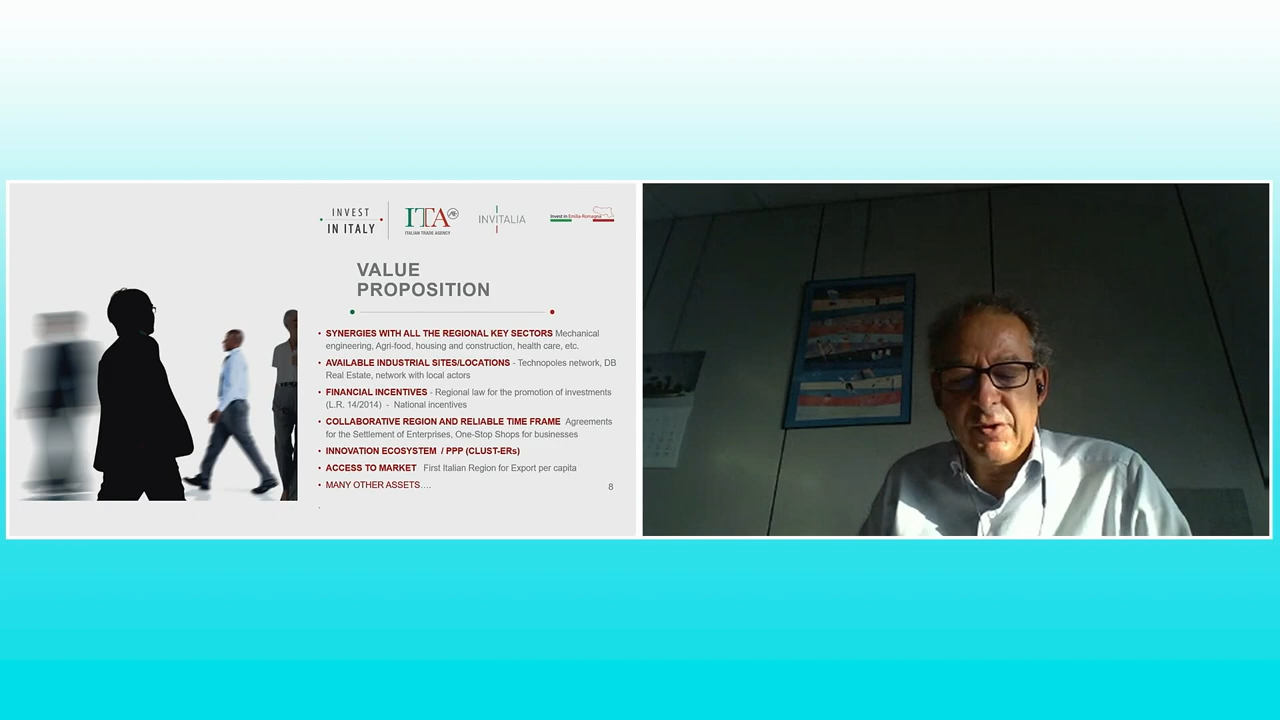 INVEST
IN ITALY
ITA
ITALIAN TRADE AGENCY
INVITALIA
Invest in Emilia-Romagna
VALUE
PROPOSITION
• SYNERGIES WITH ALL THE REGIONAL KEY SECTORS Mechanical
engineering, Agri-food, housing and construction, health care, etc.
• AVAILABLE INDUSTRIAL SITES/LOCATIONS - Technopoles network, DB
Real Estate, network with local actors
• FINANCIAL INCENTIVES - Regional law for the promotion of investments
(L.R. 14/2014) - National incentives
• COLLABORATIVE REGION AND RELIABLE TIME FRAME Agreements
for the Settlement of Enterprises, One-Stop Shops for businesses
• INNOVATION ECOSYSTEM / PPP (CLUST-ERs)
• ACCESS TO MARKET First Italian Region for Export per capita
• MANY OTHER ASSETS....
8
.